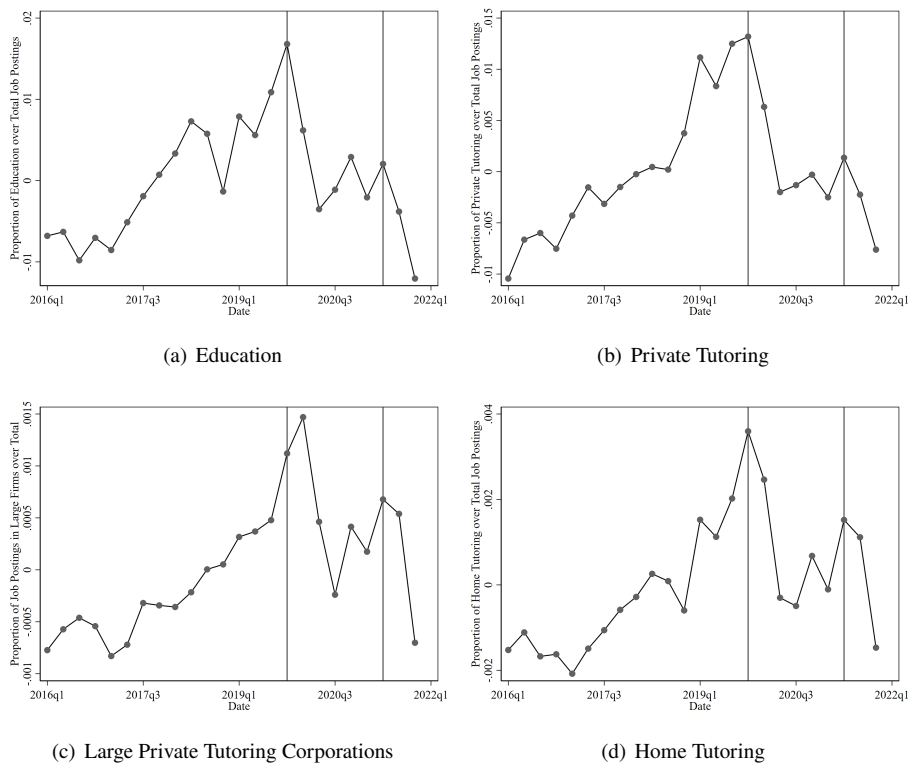 Proportion of Education over Total Job Postings
.02
.01
0
-.01
2016q1 2017q3 2019q1 2020q3 2022q1
Date
(a) Education
Proportion of Private Tutoring over Total Job Postings
.015
.01
.005
0
-.005
-.01
2016q1 2017q3 2019q1 2020q3 2022q1
Date
(b) Private Tutoring
Proportion of Job Postings in Large Firms over Total
.0015
.001
.0005
0
-.0005
-.001
2016q1 2017q3 2019q1 2020q3 2022q1
Date
(c) Large Private Tutoring Corporations
Proportion of Home Tutoring over Total Job Postings
.004
.002
0
-.002
2016q1 2017q3 2019q1 2020q3 2022q1
Date
(d) Home Tutoring